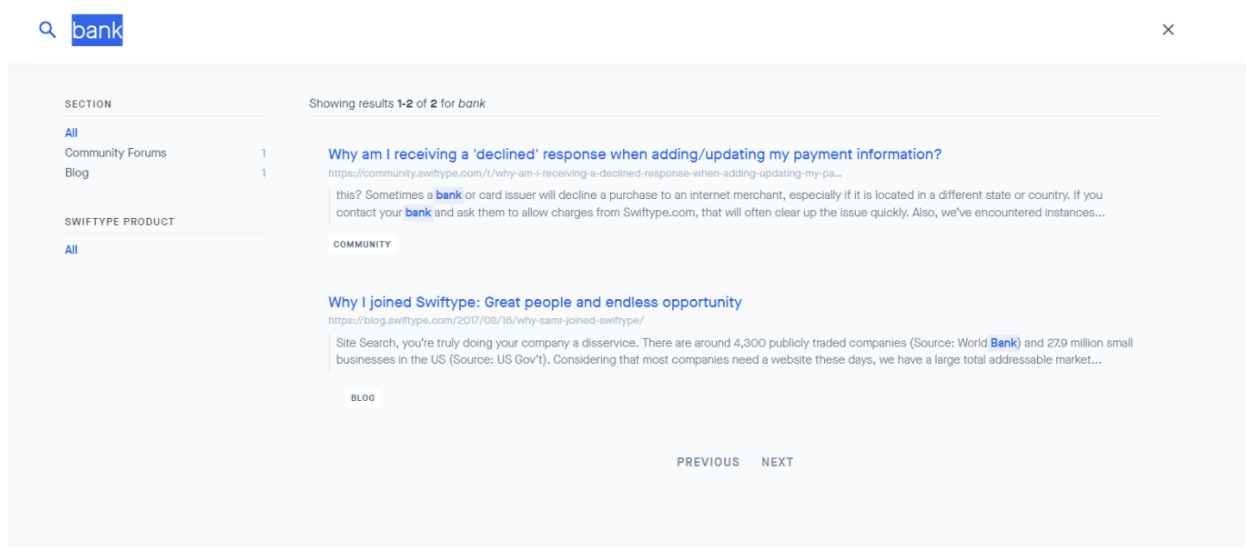 bank
SECTION
All
Community Forums 1
Blog 1
SWIFTYPE PRODUCT
All
Showing results 1-2 of 2 for bank
Why am I receiving a 'declined' response when adding/updating my payment information?
https://community.swiftype.com/t/why-am-i-receiving-a-declined-response-when-adding-updating-my-pa...
this? Sometimes a bank or card issuer will decline a purchase to an internet merchant, especially if it is located in a different state or country. If you
contact your bank and ask them to allow charges from Swiftype.com, that will often clear up the issue quickly. Also, we've encountered instances...
COMMUNITY
Why I joined Swiftype: Great people and endless opportunity
https://blog.swiftype.com/2017/08/16/why-samr-joined-swiftype/
Site Search, you're truly doing your company a disservice. There are around 4,300 publicly traded companies (Source: World Bank) and 27.9 million small
businesses in the US (Source: US Gov't). Considering that most companies need a website these days, we have a large total addressable market...
BLOG
PREVIOUS NEXT